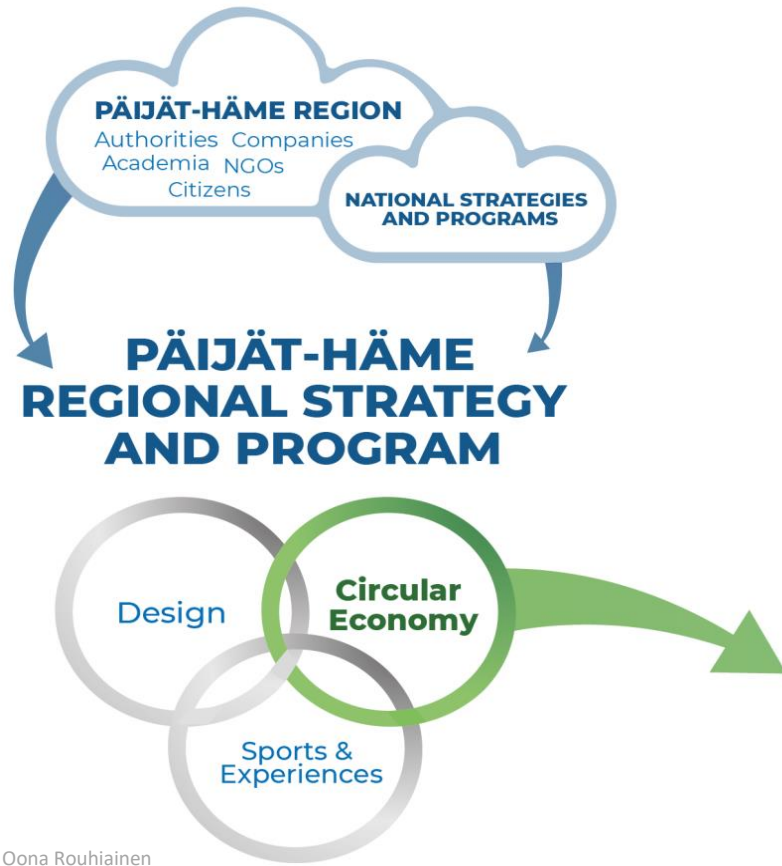 PÄIJÄT-HÄME REGION
Authorities Companies
Academia NGOs
Citizens
NATIONAL STRATEGIES
AND PROGRAMS
PÄIJÄT-HÄME
REGIONAL STRATEGY
AND PROGRAM
Design
Circular
Economy
Sports &
Experiences
Oona Rouhiainen